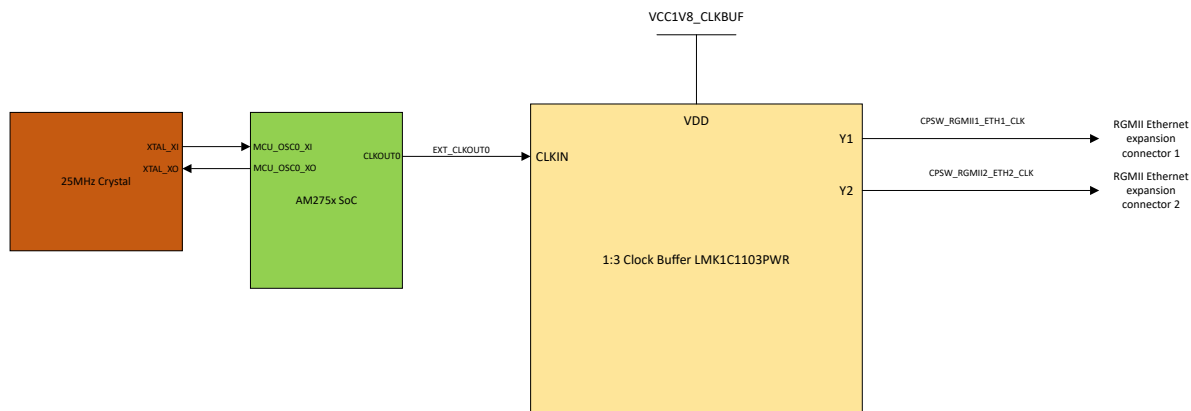 VCC1V8_CLKBUF
VDD
XTAL_XI
XTAL_XO
25MHz Crystal
MCU_OSC0_XI
MCU_OSC0_XO
CLKOUT0
AM275x SoC
EXT_CLKOUT0
CLKIN
Y1
Y2
1:3 Clock Buffer LMK1C1103PWR
CPSW_RGMII1_ETH1_CLK
CPSW_RGMII2_ETH2_CLK
RGMII Ethernet
expansion
connector 1
RGMII Ethernet
expansion
connector 2